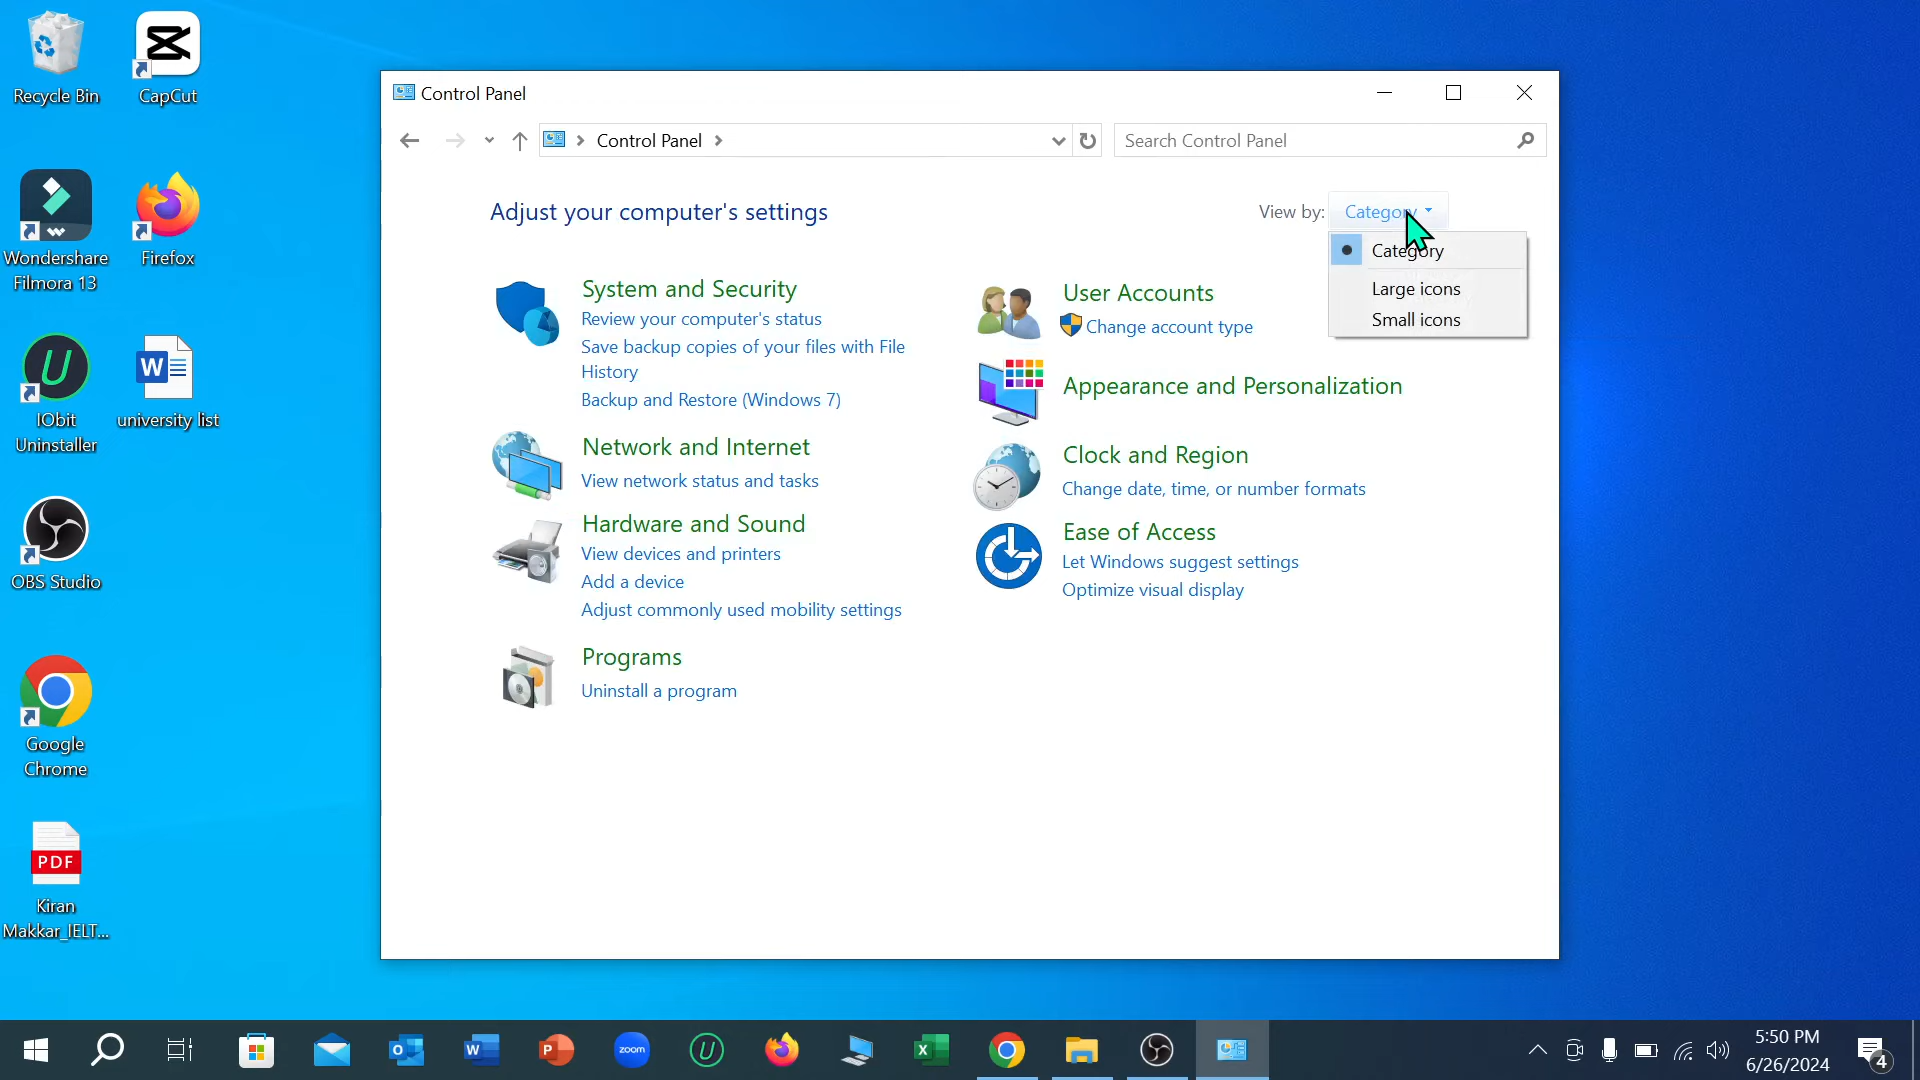 Recycle Bin
CapCut
Wondershare
Filmora 13
Firefox
IObit
Uninstaller
W
university list
OBS Studio
Google
Chrome
PDF
Kiran
Makkar_IELT...
Control Panel
Control Panel
Search Control Panel
Adjust your computer's settings
View by:
Category
Category
Large icons
Small icons
System and Security
Review your computer's status
Save backup copies of your files with File
History
Backup and Restore (Windows 7)
Network and Internet
View network status and tasks
Hardware and Sound
View devices and printers
Add a device
Adjust commonly used mobility settings
Programs
Uninstall a program
User Accounts
Change account type
Appearance and Personalization
Clock and Region
Change date, time, or number formats
Ease of Access
Let Windows suggest settings
Optimize visual display
O
W
P
zoom
U
X
5:50 PM
6/26/2024
4